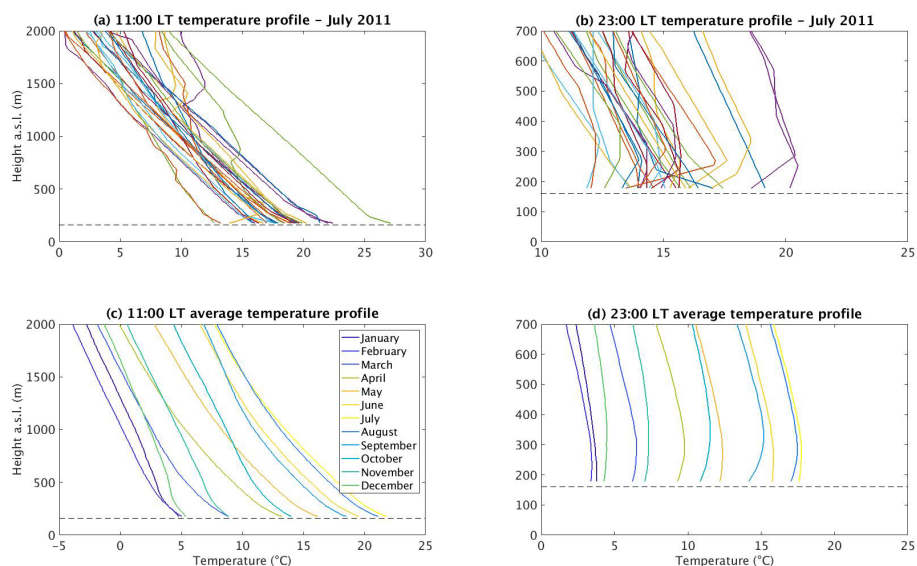 (a) 11:00 LT temperature profile – July 2011
(b) 23:00 LT temperature profile – July 2011
Height a.s.l. (m)
2000
1500
1000
500
0
0 5 10 15 20 25 30
700
600
500
400
300
200
100
0
10 15 20 25
(c) 11:00 LT average temperature profile
(d) 23:00 LT average temperature profile
Height a.s.l. (m)
2000
1500
1000
500
0
-5 0 5 10 15 20 25
Temperature (°C)
January
February
March
April
May
June
July
August
September
October
November
December
700
600
500
400
300
200
100
0
0 5 10 15 20 25
Temperature (°C)